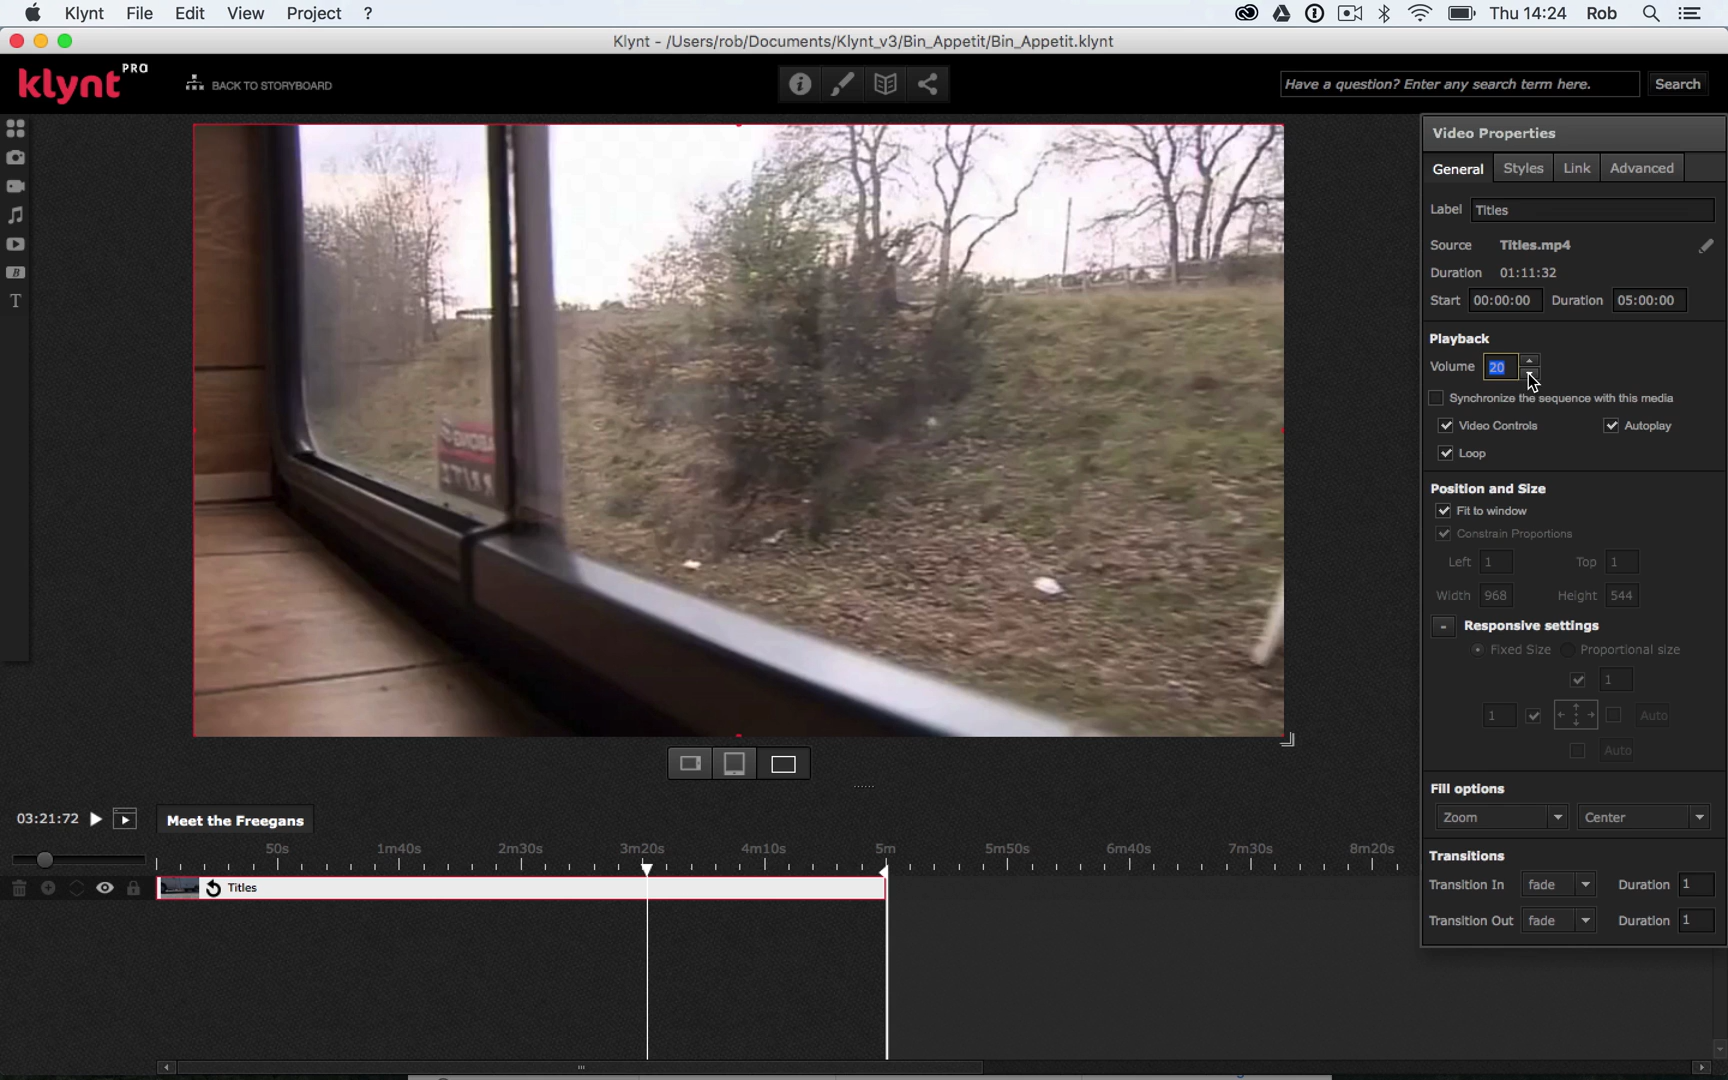 Klynt File Edit View Project ? Thu 14:24 Rob
Klynt - /Users/rob/Documents/Klynt_v3/Bin_Appetit/Bin_Appetit.klynt
klynt PRO BACK TO STORYBOARD Have a question? Enter any search term here. Search
Video Properties
General Styles Link Advanced
Label Titles
Source Titles.mp4
Duration 01:11:32
Start 00:00:00 Duration 05:00:00
Playback
Volume 20
Synchronize the sequence with this media
Video Controls Autoplay
Loop
Position and Size
Fit to window
Constrain Proportions
Left 1 Top 1
Width 968 Height 544
- Responsive settings
Fixed Size Proportional size
1
1 Auto
Auto
Fill options
Zoom Center
Transitions
Transition In fade Duration 1
Transition Out fade Duration 1
B
T
03:21:72 Meet the Freegans
50s 1m40s 2m30s 3m20s 4m10s 5m 5m50s 6m40s 7m30s 8m20s
Titles